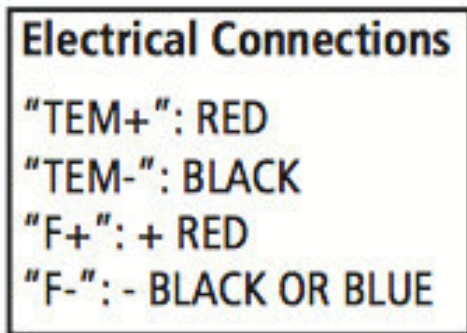 Electrical Connections
"TEM+": RED
"TEM-": BLACK
"F+": + RED
"F-": - BLACK OR BLUE